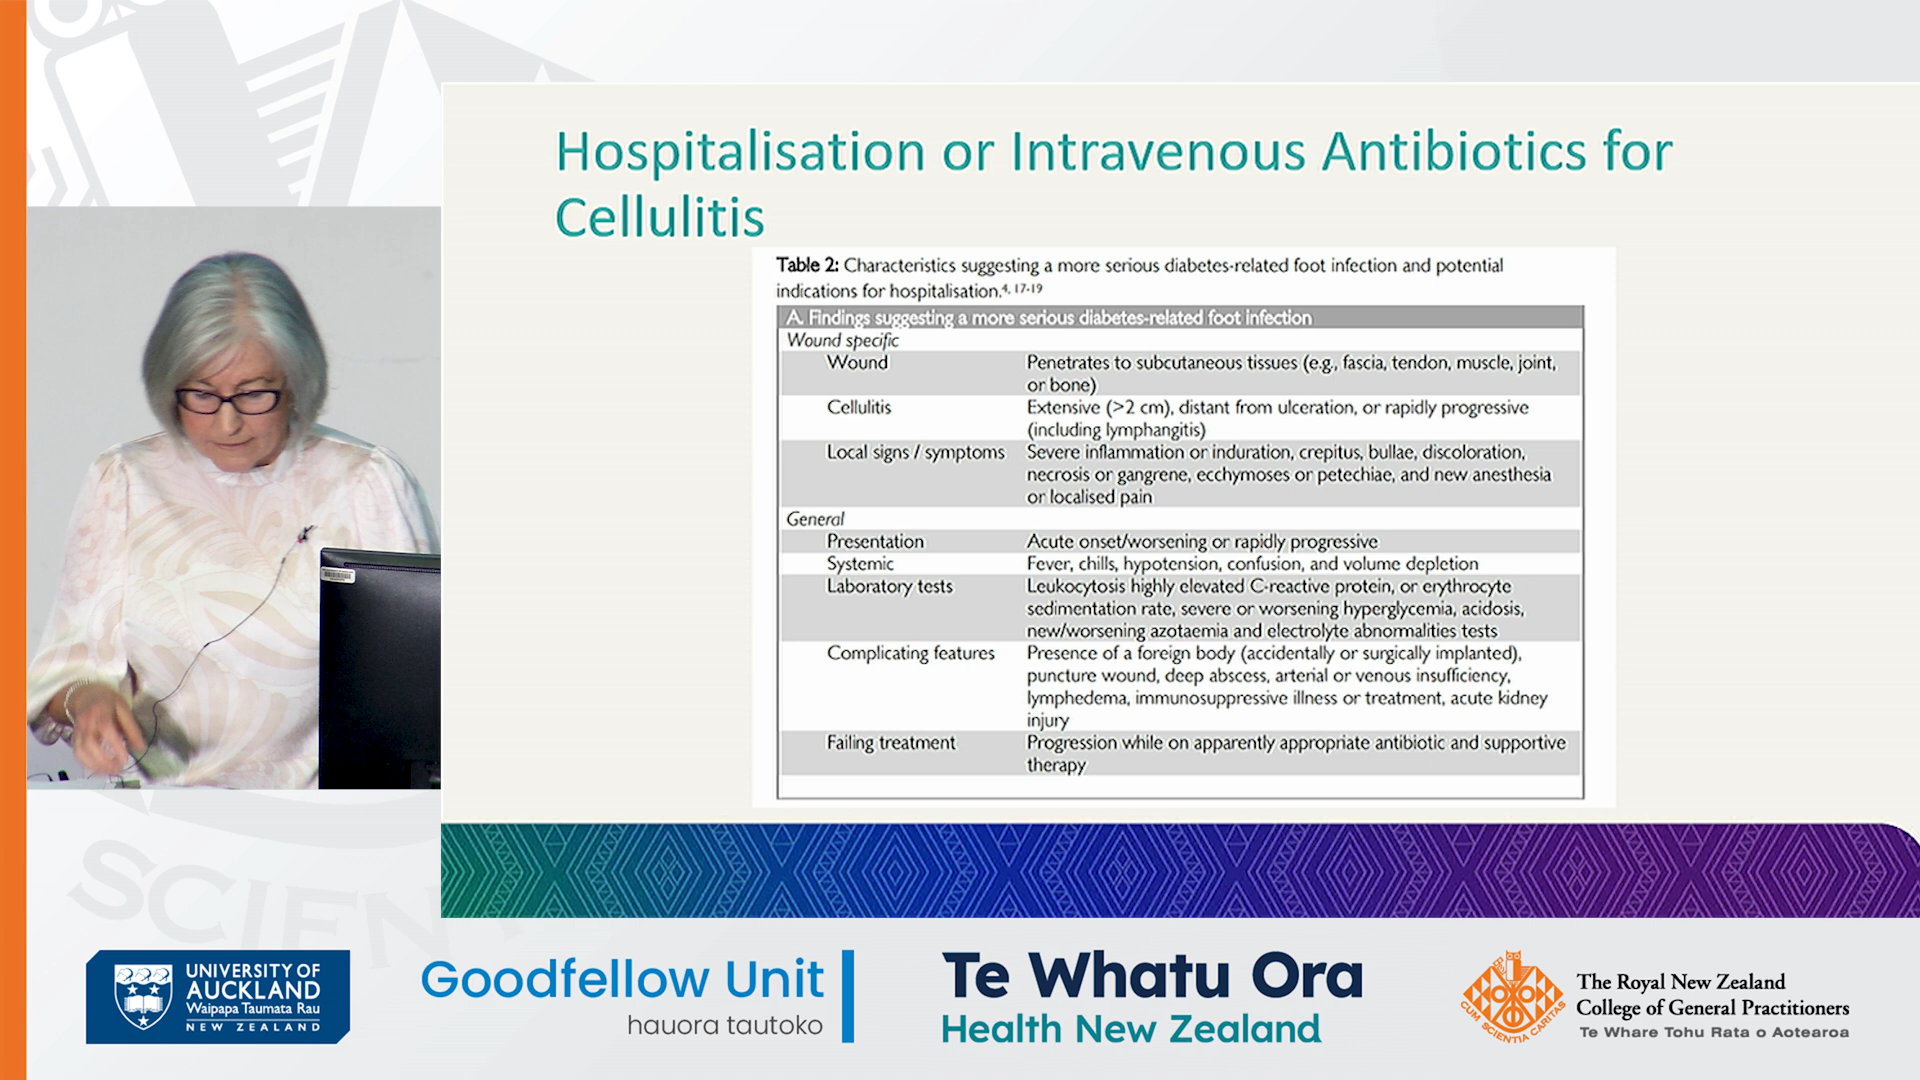 Hospitalisation or Intravenous Antibiotics for
Cellulitis
Table 2: Characteristics suggesting a more serious diabetes-related foot infection and potential
indications for hospitalisation.4, 17-19
A. Findings suggesting a more serious diabetes-related foot infection
Wound specific
Wound Penetrates to subcutaneous tissues (e.g., fascia, tendon, muscle, joint,
or bone)
Cellulitis Extensive (>2 cm), distant from ulceration, or rapidly progressive
(including lymphangitis)
Local signs / symptoms Severe inflammation or induration, crepitus, bullae, discoloration,
necrosis or gangrene, ecchymoses or petechiae, and new anesthesia
or localised pain
General
Presentation Acute onset/worsening or rapidly progressive
Systemic Fever, chills, hypotension, confusion, and volume depletion
Laboratory tests Leukocytosis highly elevated C-reactive protein, or erythrocyte
sedimentation rate, severe or worsening hyperglycemia, acidosis,
new/worsening azotaemia and electrolyte abnormalities tests
Complicating features Presence of a foreign body (accidentally or surgically implanted),
puncture wound, deep abscess, arterial or venous insufficiency,
lymphedema, immunosuppressive illness or treatment, acute kidney
injury
Failing treatment Progression while on apparently appropriate antibiotic and supportive
therapy
SCIEN
UNIVERSITY OF
AUCKLAND
Waipapa Taumata Rau
NEW ZEALAND
Goodfellow Unit
hauora tautoko
Te Whatu Ora
Health New Zealand
CUM SCIENTIA CARITAS
The Royal New Zealand
College of General Practitioners
Te Whare Tohu Rata o Aotearoa